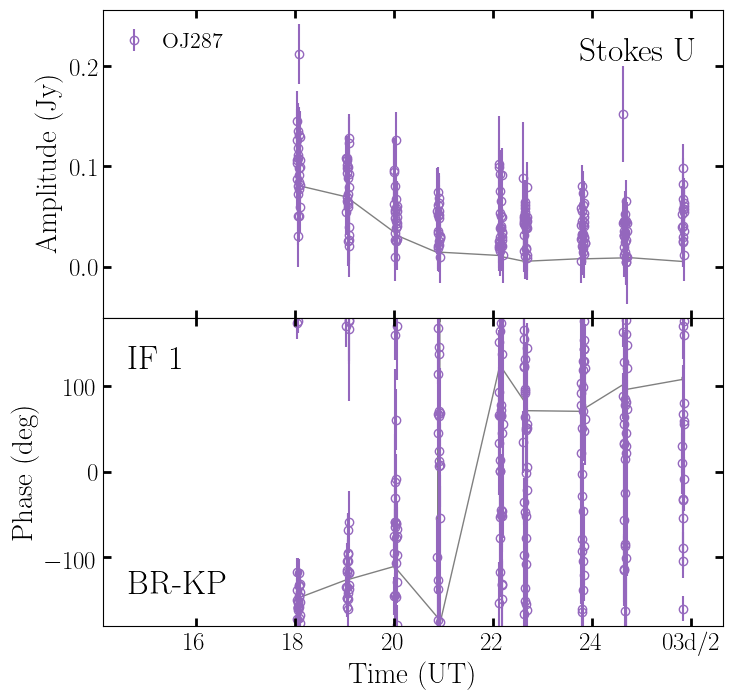 OJ287
Stokes U
Amplitude (Jy)
0.2
0.1
0.0
IF 1
BR-KP
Phase (deg)
100
0
−100
16 18 20 22 24 03d/2
Time (UT)